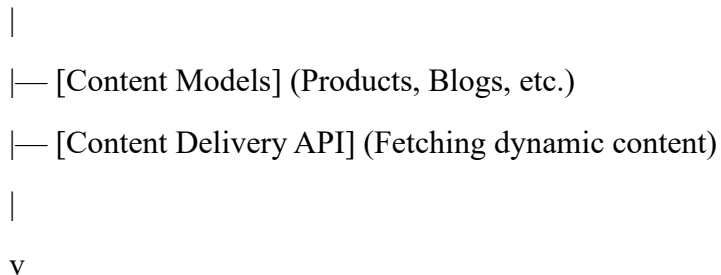 |
|— [Content Models] (Products, Blogs, etc.)
|— [Content Delivery API] (Fetching dynamic content)
|
v